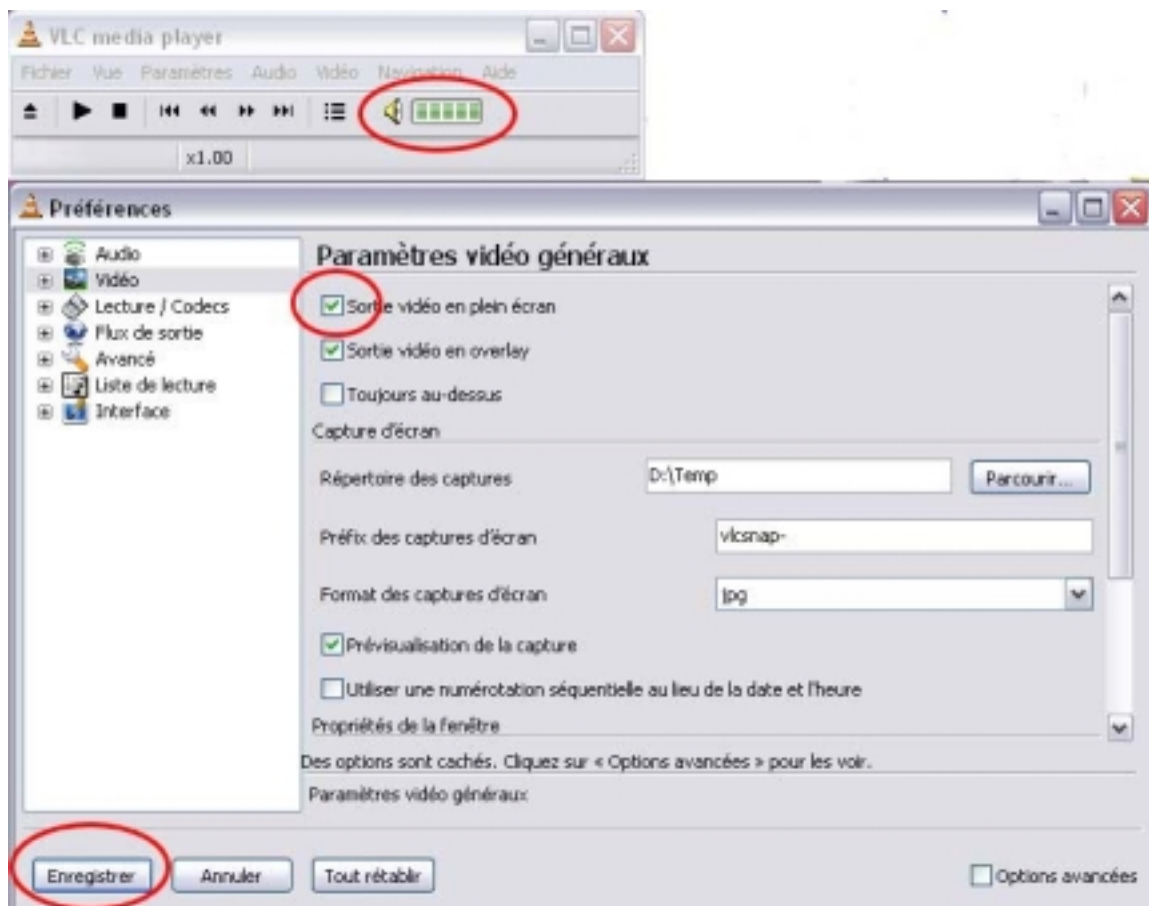 VLC media player
Fichier Vue Paramètres Audio Vidéo Navigation Aide
x1.00
Préférences
Audio
Vidéo
Lecture / Codecs
Flux de sortie
Avancé
Liste de lecture
Interface
Paramètres vidéo généraux
Sortie vidéo en plein écran
Sortie vidéo en overlay
Toujours au-dessus
Capture d'écran
Répertoire des captures D:\Temp Parcourir...
Préfix des captures d'écran vlcsnap-
Format des captures d'écran jpg
Prévisualisation de la capture
Utiliser une numérotation séquentielle au lieu de la date et l'heure
Propriétés de la fenêtre
Des options sont cachés. Cliquez sur « Options avancées » pour les voir.
Paramètres vidéo généraux
Enregistrer Annuler Tout rétablir Options avancées